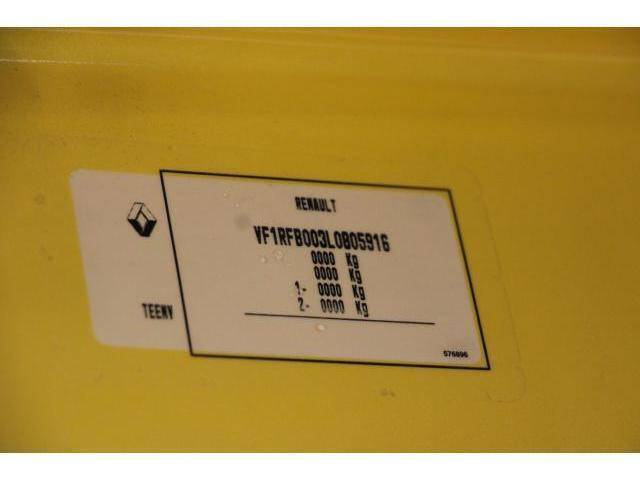 RENAULT
VF1RFB003L0805916
0000 Kg
0000 Kg
1- 0000 Kg
2- 0000 Kg
TEENV
576896